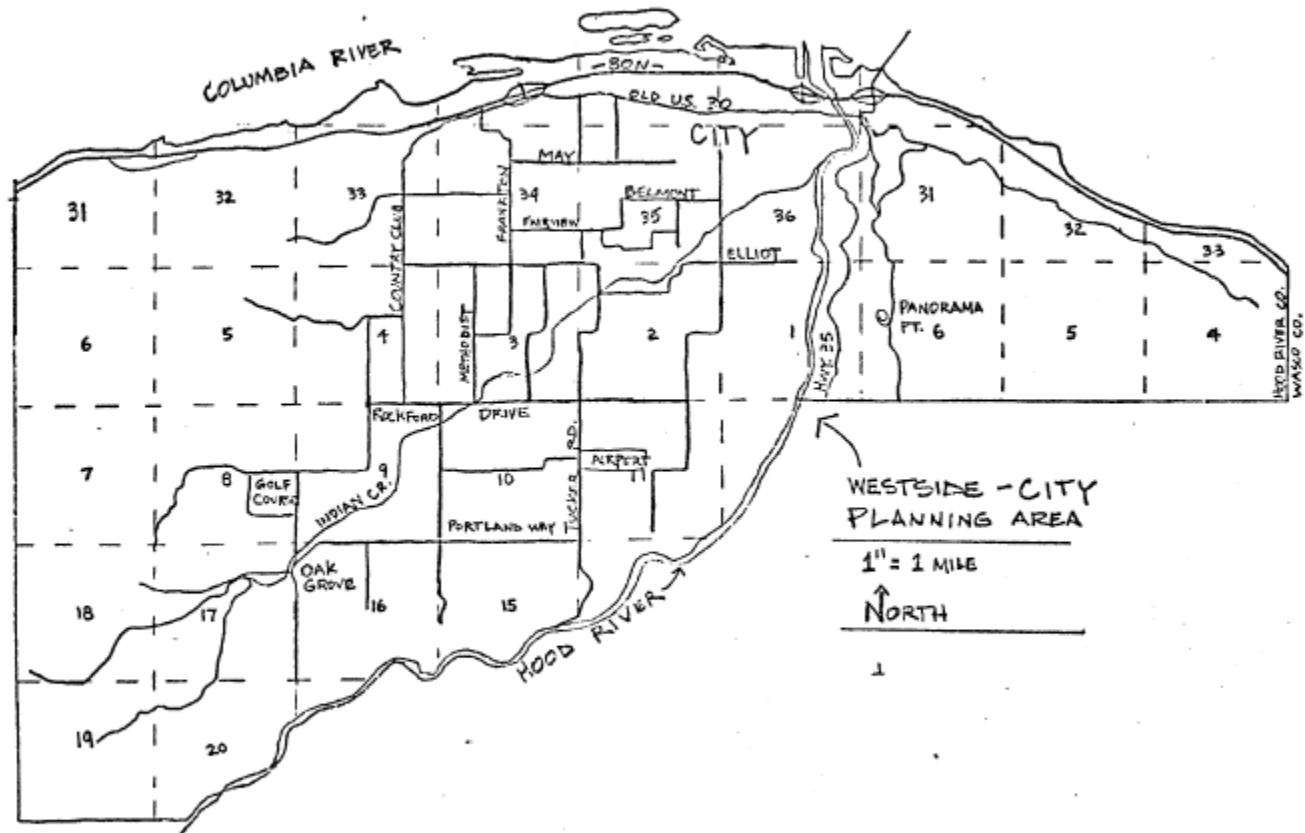 COLUMBIA RIVER
-80N-
OLD U.S. 30
CITY
MAY
31
32
33
34
FRANKTON
BELMONT
35
FAIRVIEW
36
31
32
33
COUNTRY CLUB
ELLIOT
6
5
4
METHODIST
3
2
1
HWY. 35
PANORAMA
PT. 6
5
4
HOOD RIVER CO.
WASCO CO.
ROCKFORD DRIVE
7
8
GOLF
COURSE
9
INDIAN CR.
10
TUCKER RD.
AIRPORT
11
PORTLAND WAY
WESTSIDE - CITY
PLANNING AREA
1" = 1 MILE
NORTH
OAK
GROVE
18
17
16
15
HOOD RIVER
19
20
1